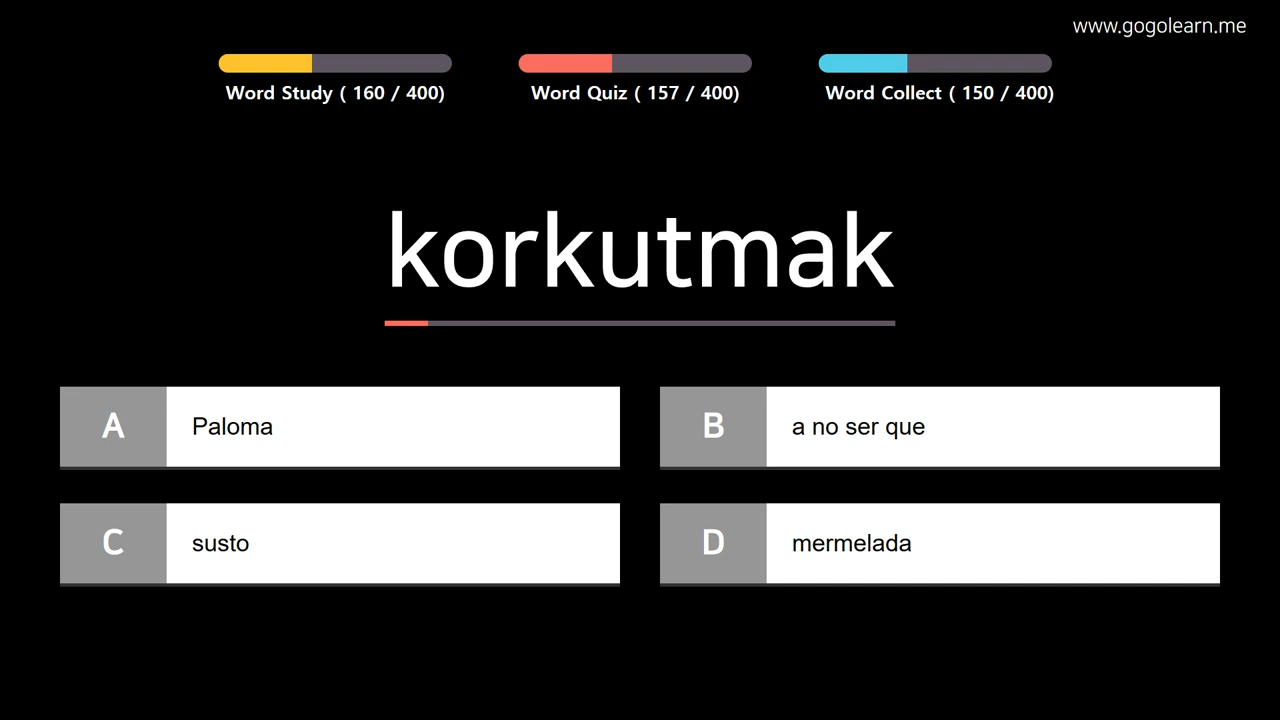 www.gogolearn.me
Word Study ( 160 / 400)
Word Quiz ( 157 / 400)
Word Collect ( 150 / 400)
korkutmak
A Paloma
B a no ser que
C susto
D mermelada